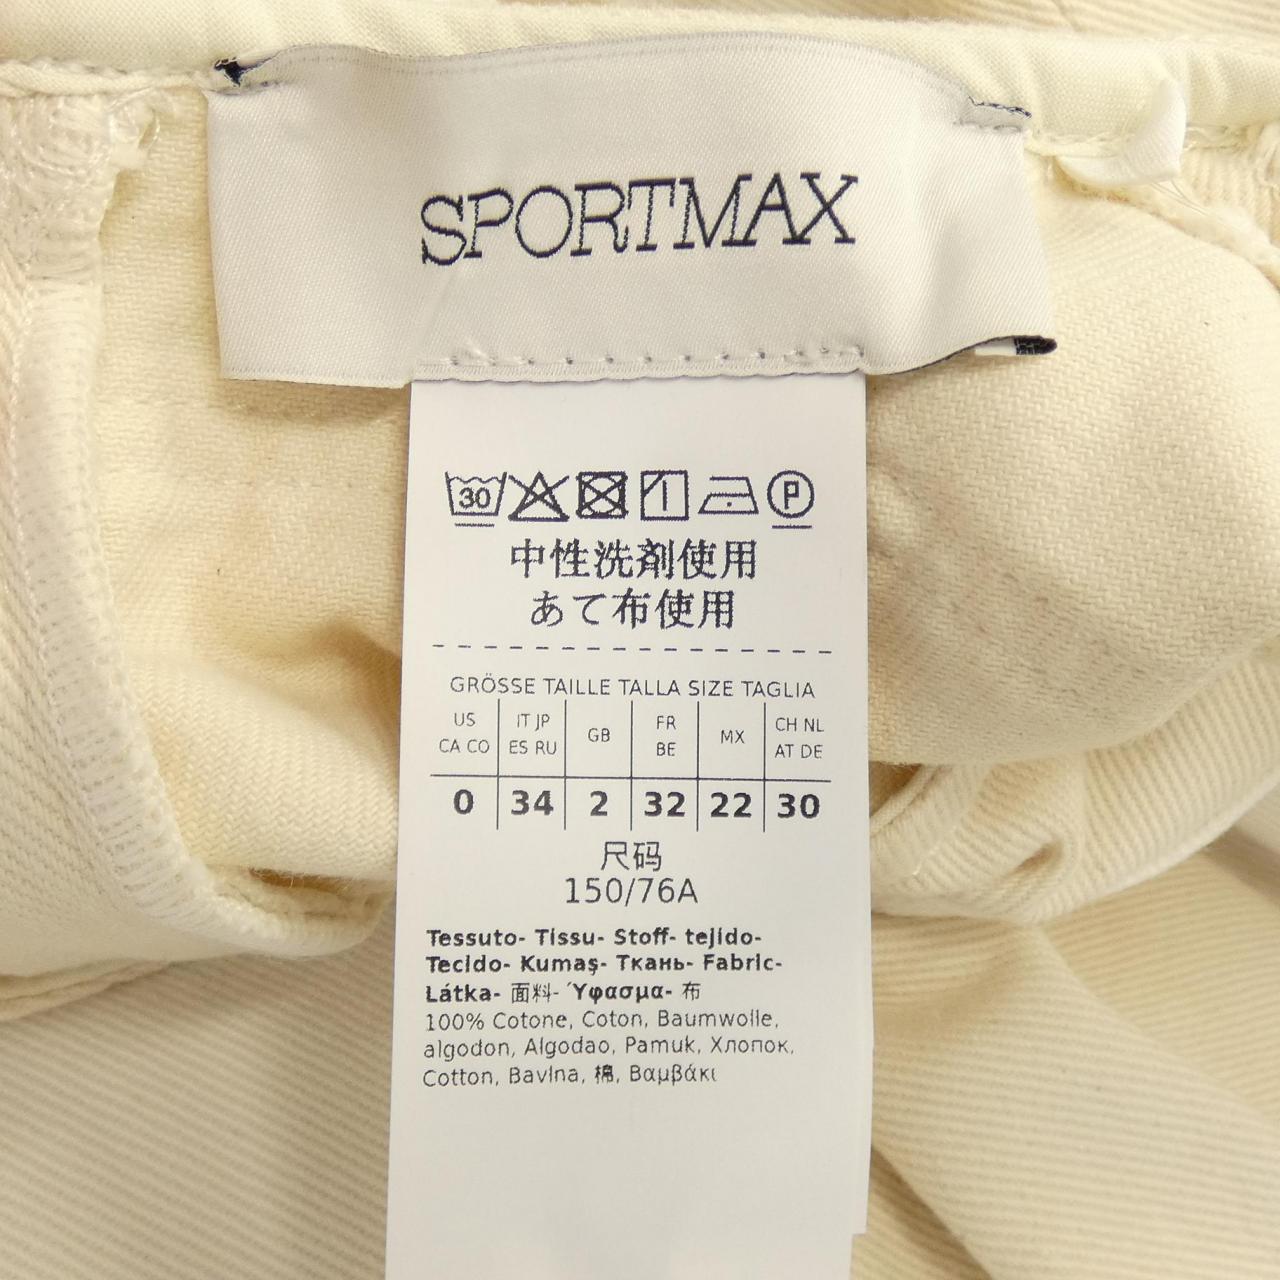 SPORTMAX
30 P
中性洗剤使用
あて布使用
GRÖSSE TAILLE TALLA SIZE TAGLIA
US CA CO IT JP ES RU GB FR BE MX CH NL AT DE
0 34 2 32 22 30
尺码
150/76A
Tessuto- Tissu- Stoff- tejido-
Tecido- Kumaş- Ткань- Fabric-
Látka- 面料- Ύφασμα- 布
100% Cotone, Coton, Baumwolle,
algodon, Algodao, Pamuk, Хлопок,
Cotton, Bavlna, 棉, Βαμβάκι